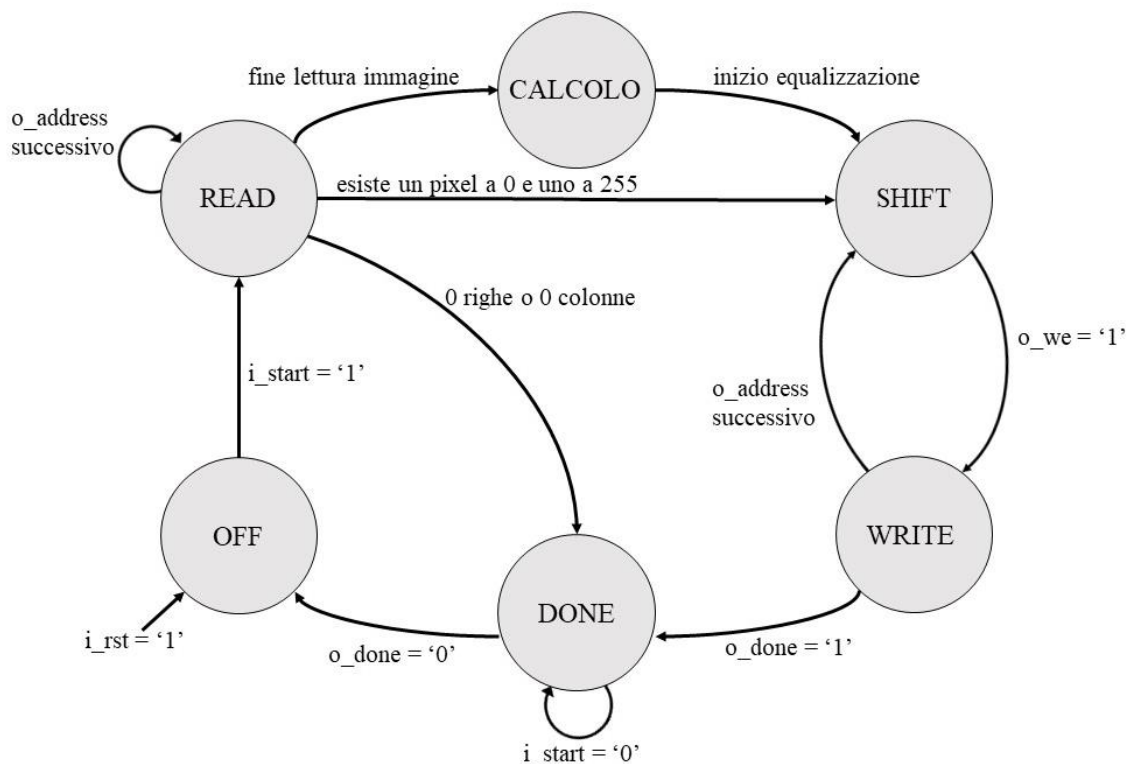 CALCOLO
fine lettura immagine
inizio equalizzazione
o_address
successivo
READ
esiste un pixel a 0 e uno a 255
SHIFT
0 righe o 0 colonne
o_we = ‘1’
i_start = ‘1’
o_address
successivo
OFF
WRITE
DONE
i_rst = ‘1’
o_done = ‘0’
o_done = ‘1’
i_start = ‘0’